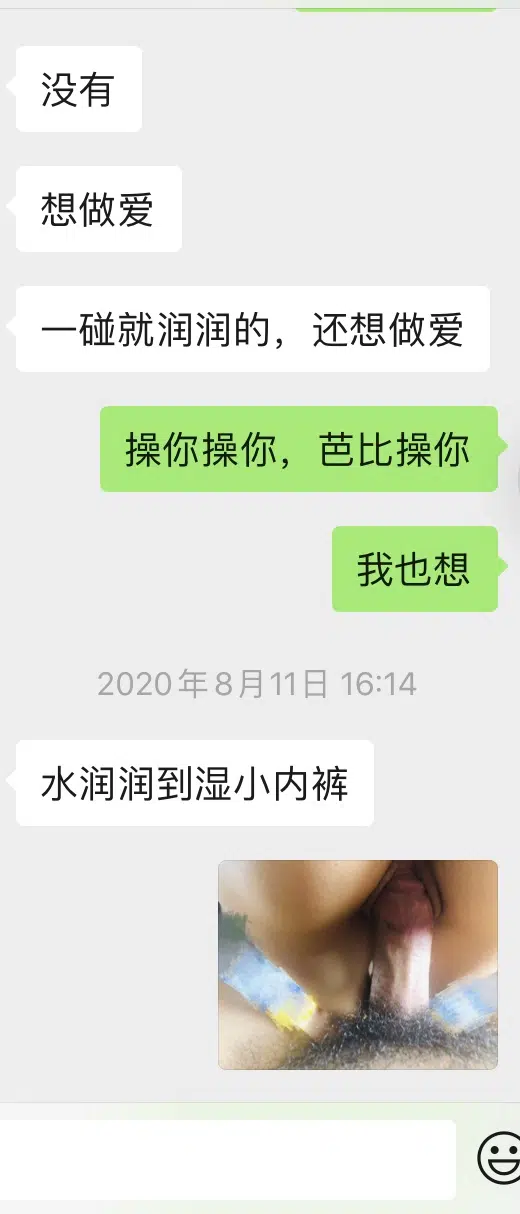 没有
想做爱
一碰就润润的，还想做爱
操你操你，芭比操你
我也想
2020年8月11日 16:14
水润润到湿小内裤